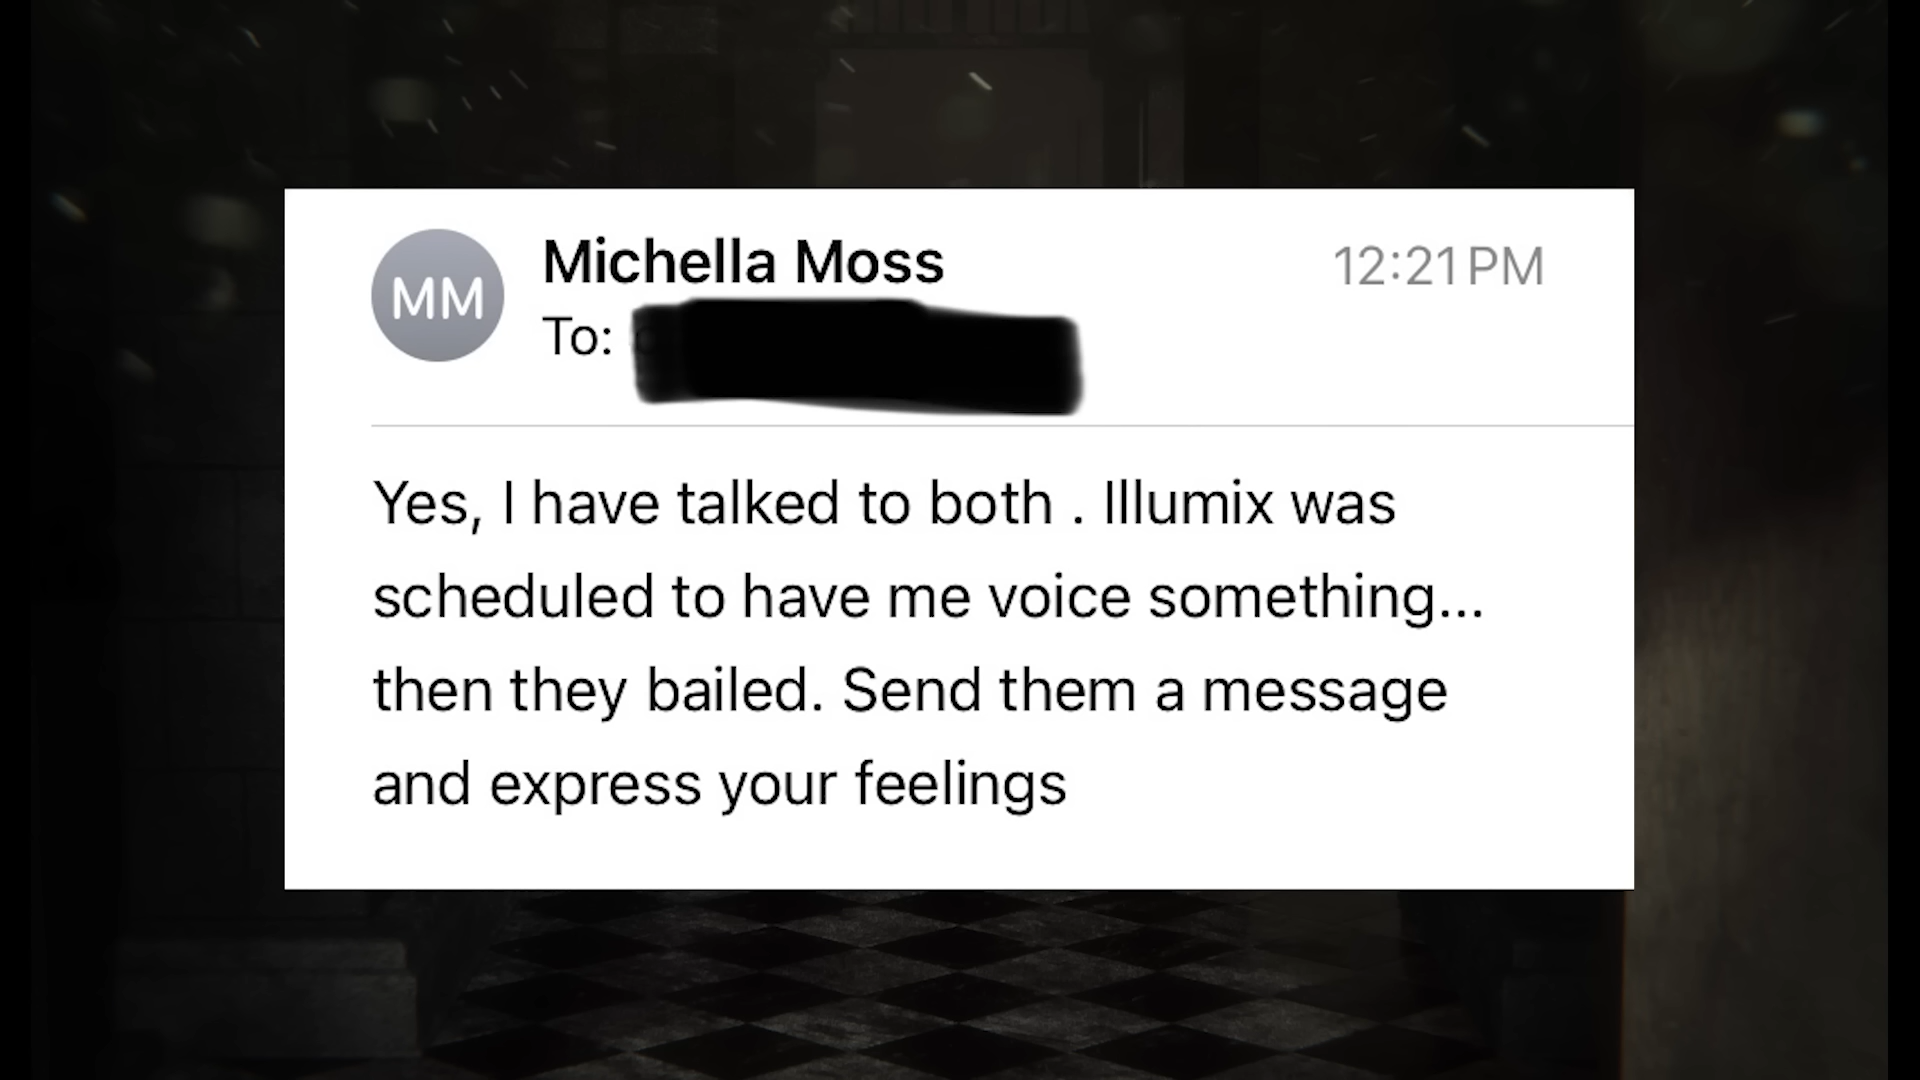 MM
Michella Moss
12:21 PM
To:
Yes, I have talked to both . Illumix was
scheduled to have me voice something...
then they bailed. Send them a message
and express your feelings